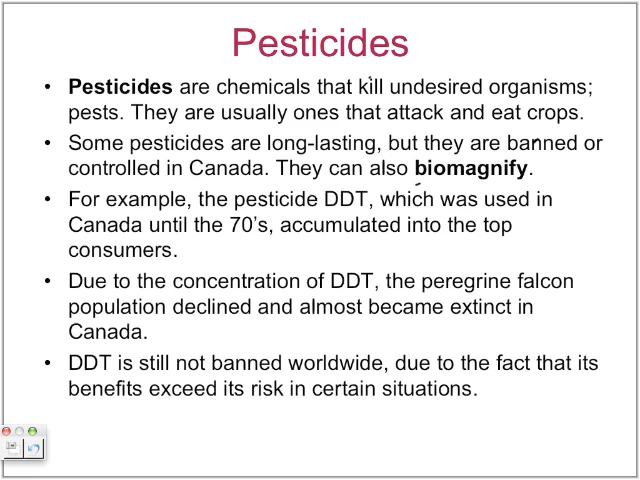 Pesticides
• Pesticides are chemicals that kill undesired organisms;
pests. They are usually ones that attack and eat crops.
• Some pesticides are long-lasting, but they are banned or
controlled in Canada. They can also biomagnify.
• For example, the pesticide DDT, which was used in
Canada until the 70’s, accumulated into the top
consumers.
• Due to the concentration of DDT, the peregrine falcon
population declined and almost became extinct in
Canada.
• DDT is still not banned worldwide, due to the fact that its
benefits exceed its risk in certain situations.